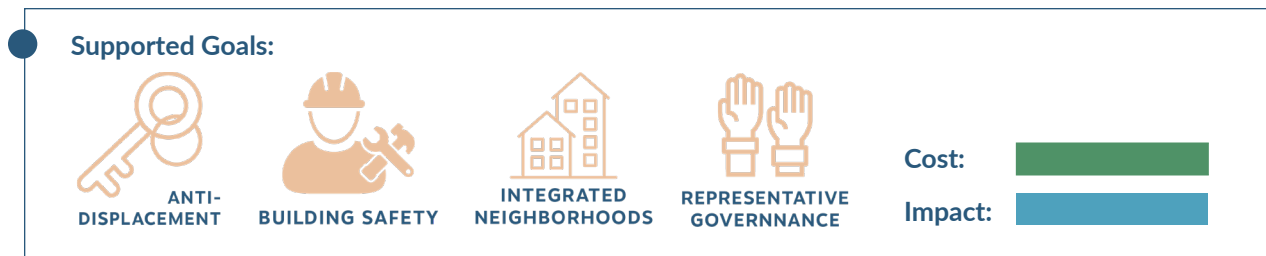 Supported Goals:
ANTI-
DISPLACEMENT
BUILDING SAFETY
INTEGRATED
NEIGHBORHOODS
REPRESENTATIVE
GOVERNNANCE
Cost:
Impact: